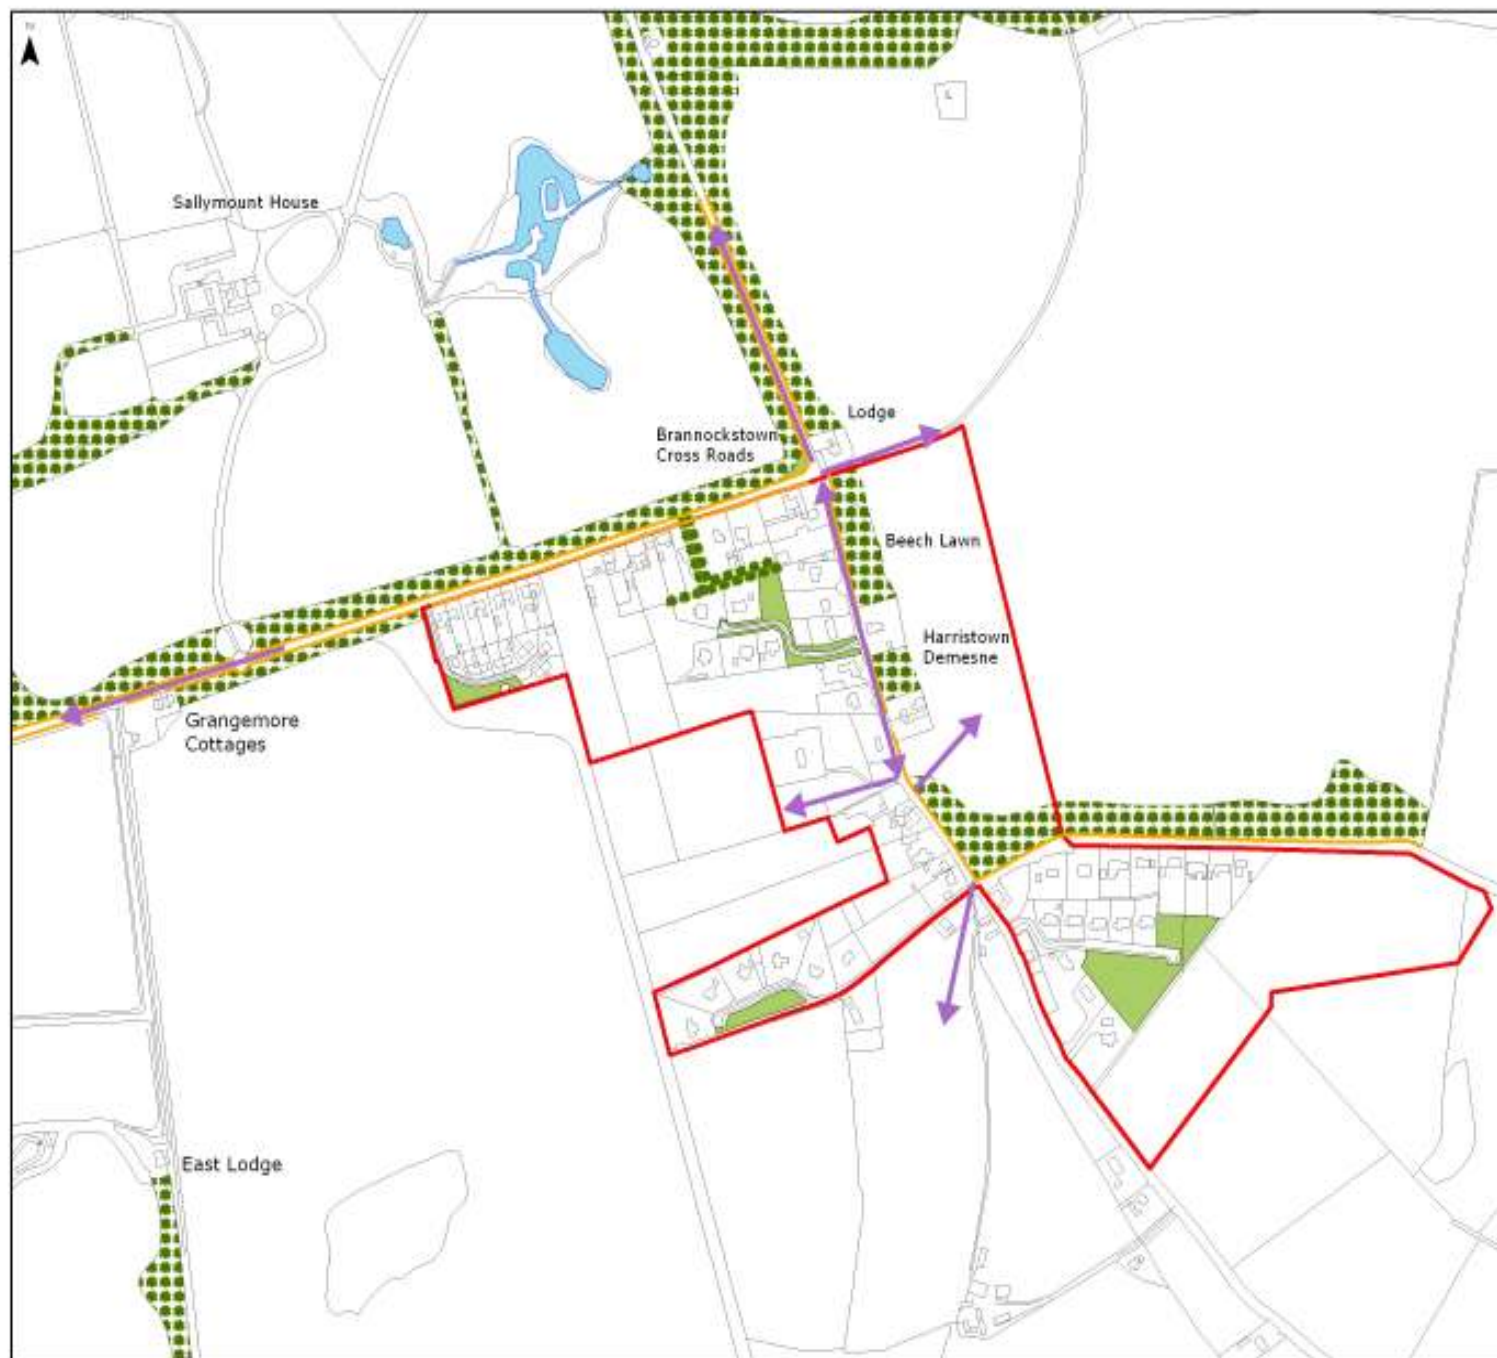 N
Sallymount House
Lodge
Brannockstown
Cross Roads
Beech Lawn
Harristown
Demesne
Grangemore
Cottages
East Lodge